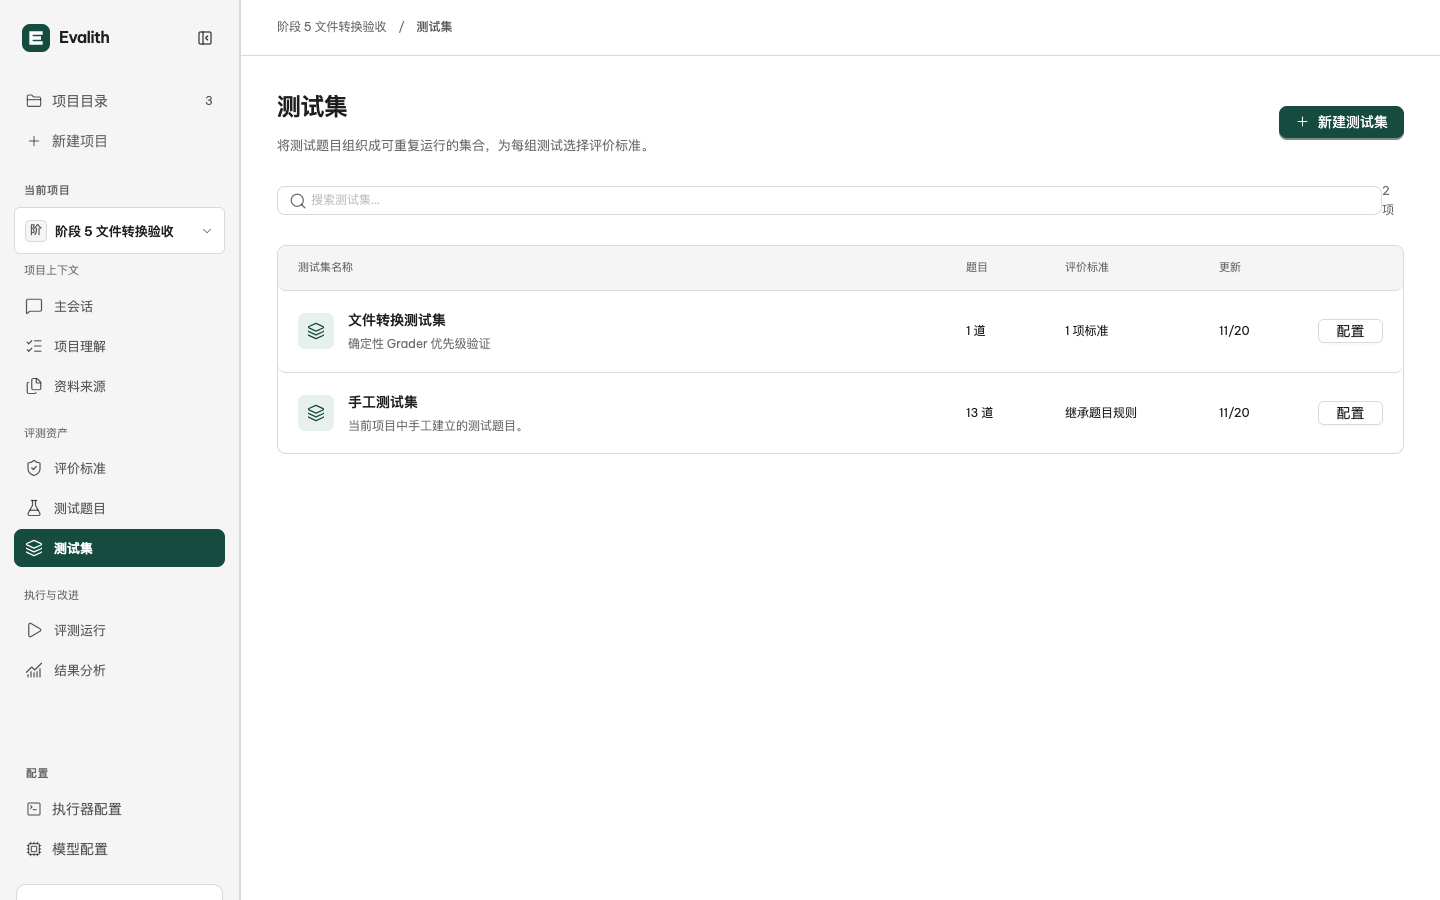 Evalith
项目目录 3
新建项目
当前项目
阶 阶段 5 文件转换验收
项目上下文
主会话
项目理解
资料来源
评测资产
评价标准
测试题目
测试集
执行与改进
评测运行
结果分析
配置
执行器配置
模型配置
阶段 5 文件转换验收 / 测试集
测试集
将测试题目组织成可重复运行的集合，为每组测试选择评价标准。
新建测试集
搜索测试集...
2
项
测试集名称 题目 评价标准 更新
文件转换测试集
确定性 Grader 优先级验证
1 道 1 项标准 11/20 配置
手工测试集
当前项目中手工建立的测试题目。
13 道 继承题目规则 11/20 配置